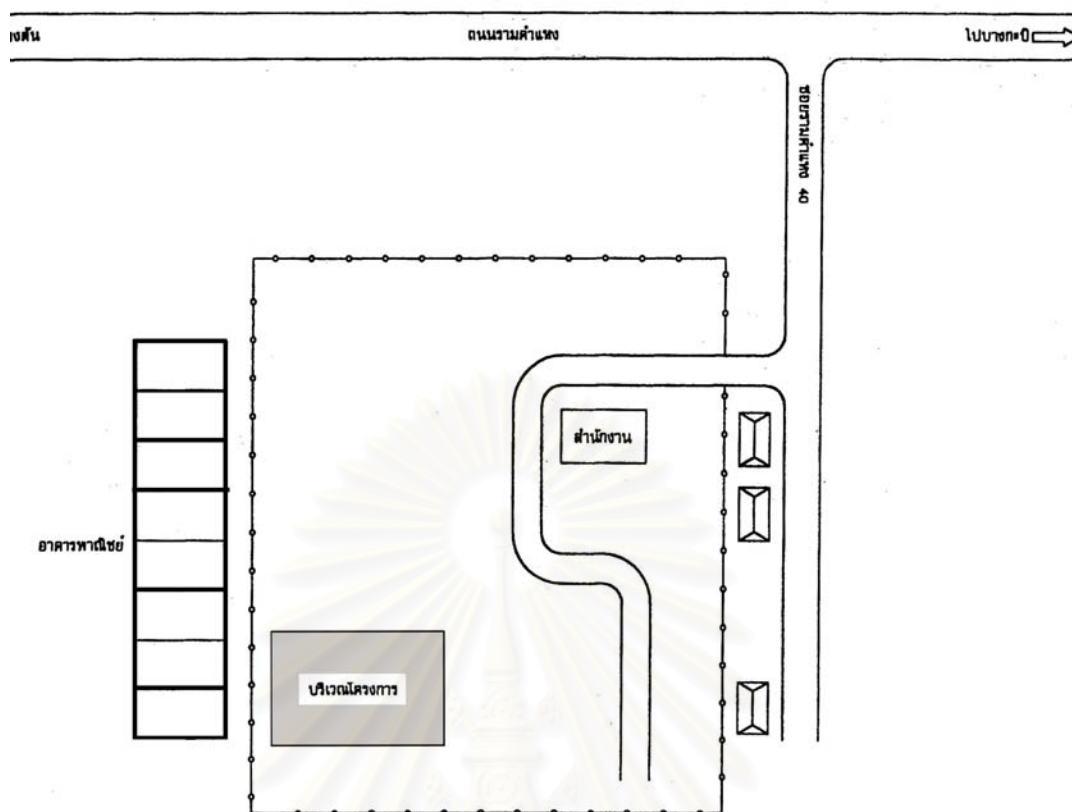 ถนนรามคำแหง
ไปบางกะปิ
ซอยรามคำแหง 40
สำนักงาน
อาคารพาณิชย์
บริเวณโครงการ